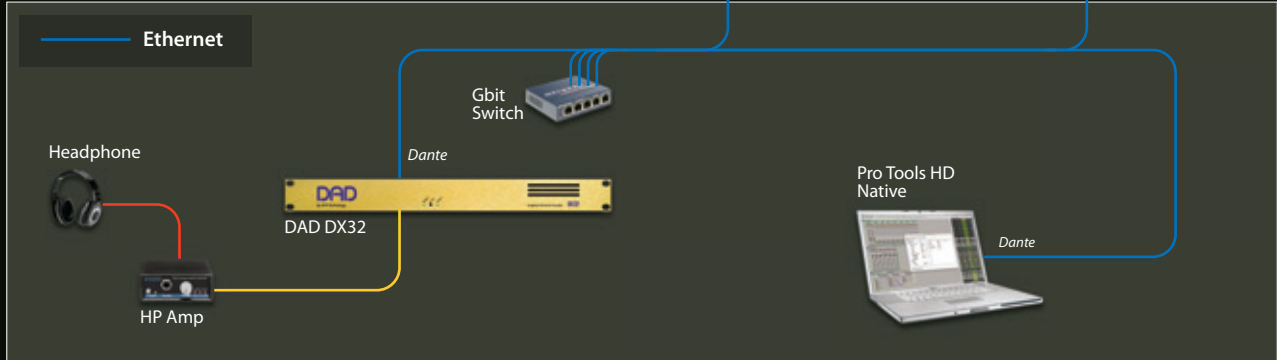 Ethernet
Gbit
Switch
Headphone
Dante
Pro Tools HD
Native
DAD
DAD DX32
Dante
HP Amp